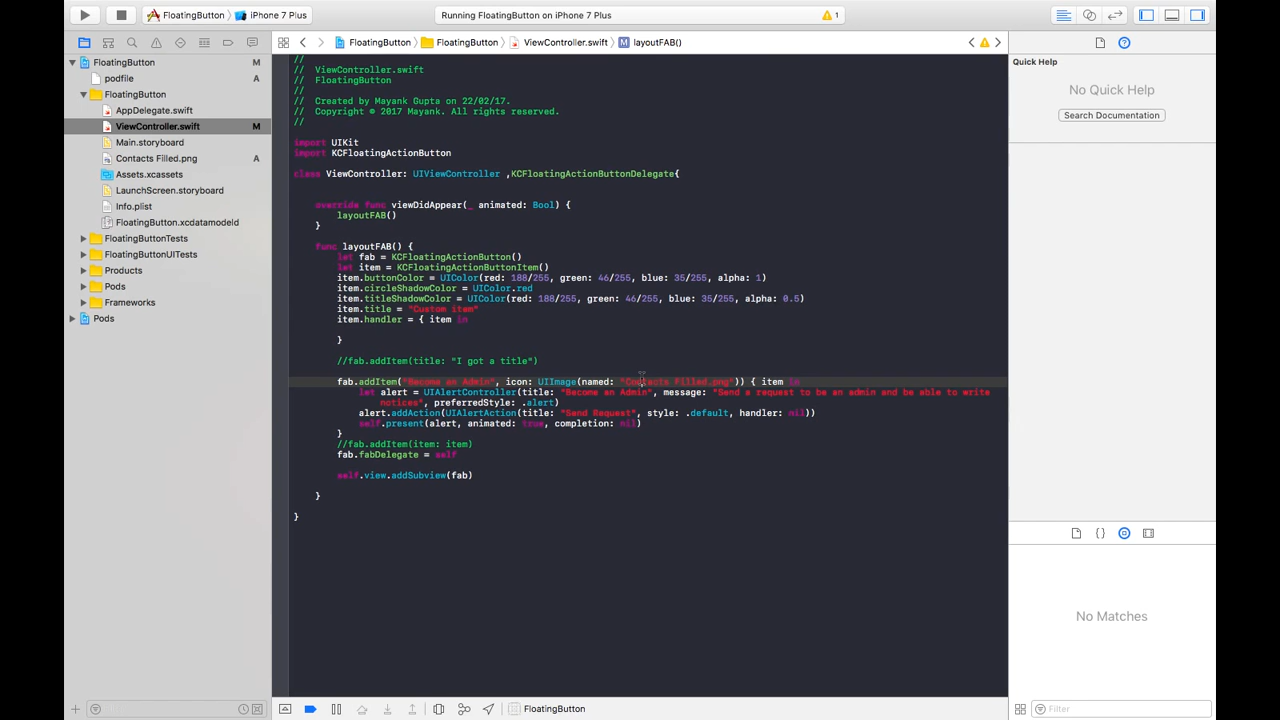 FloatingButton
iPhone 7 Plus
Running FloatingButton on iPhone 7 Plus
1
FloatingButton
FloatingButton
ViewController.swift
M
layoutFAB()
FloatingButton M
podfile A
FloatingButton
AppDelegate.swift
ViewController.swift M
Main.storyboard
Contacts Filled.png A
Assets.xcassets
LaunchScreen.storyboard
Info.plist
FloatingButton.xcdatamodeld
FloatingButtonTests
FloatingButtonUITests
Products
Pods
Frameworks
Pods
//
// ViewController.swift
// FloatingButton
//
// Created by Mayank Gupta on 22/02/17.
// Copyright © 2017 Mayank. All rights reserved.
//
import UIKit
import KCFloatingActionButton
class ViewController: UIViewController ,KCFloatingActionButtonDelegate{
override func viewDidAppear(_ animated: Bool) {
layoutFAB()
}
func layoutFAB() {
let fab = KCFloatingActionButton()
let item = KCFloatingActionButtonItem()
item.buttonColor = UIColor(red: 188/255, green: 46/255, blue: 35/255, alpha: 1)
item.circleShadowColor = UIColor.red
item.titleShadowColor = UIColor(red: 188/255, green: 46/255, blue: 35/255, alpha: 0.5)
item.title = "Custom item"
item.handler = { item in
}
//fab.addItem(title: "I got a title")
fab.addItem("Become an Admin", icon: UIImage(named: "Contacts Filled.png")) { item in
let alert = UIAlertController(title: "Become an Admin", message: "Send a request to be an admin and be able to write
notices", preferredStyle: .alert)
alert.addAction(UIAlertAction(title: "Send Request", style: .default, handler: nil))
self.present(alert, animated: true, completion: nil)
}
//fab.addItem(item: item)
fab.fabDelegate = self
self.view.addSubview(fab)
}
}
Quick Help
No Quick Help
Search Documentation
No Matches
FloatingButton
Filter